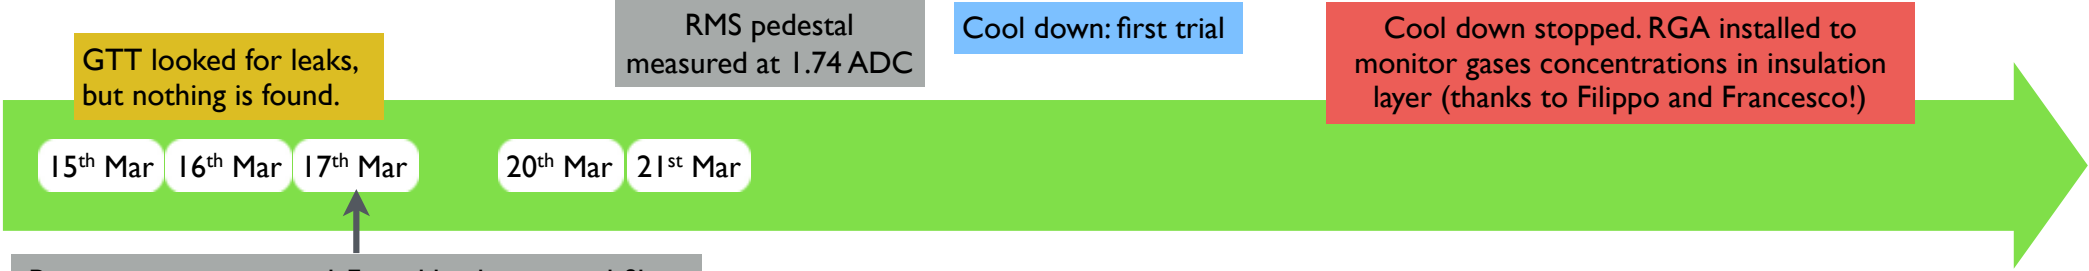 RMS pedestal
measured at 1.74 ADC
Cool down: first trial
Cool down stopped. RGA installed to
monitor gases concentrations in insulation
layer (thanks to Filippo and Francesco!)
GTT looked for leaks,
but nothing is found.
15th Mar
16th Mar
17th Mar
20th Mar
21st Mar